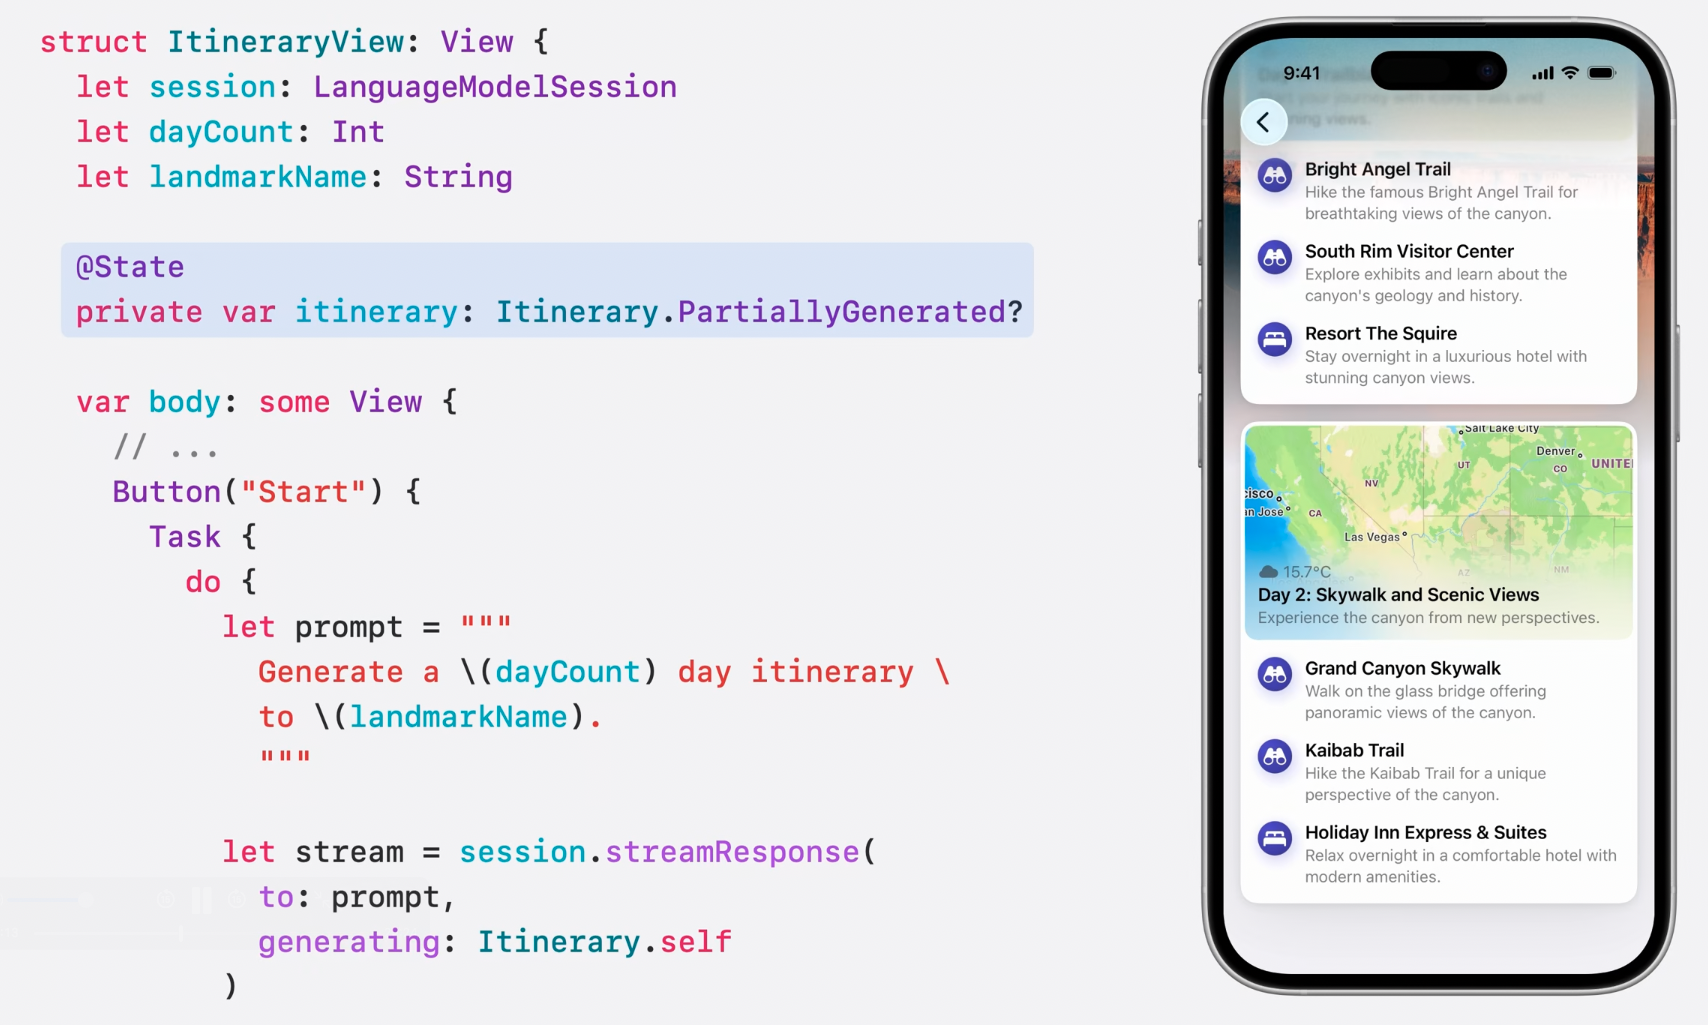 struct ItineraryView: View {
let session: LanguageModelSession
let dayCount: Int
let landmarkName: String
@State
private var itinerary: Itinerary.PartiallyGenerated?
var body: some View {
// ...
Button("Start") {
Task {
do {
let prompt = """
Generate a \(dayCount) day itinerary \
to \(landmarkName).
"""
let stream = session.streamResponse(
to: prompt,
generating: Itinerary.self
)
9:41
views.
Bright Angel Trail
Hike the famous Bright Angel Trail for
breathtaking views of the canyon.
South Rim Visitor Center
Explore exhibits and learn about the
canyon's geology and history.
Resort The Squire
Stay overnight in a luxurious hotel with
stunning canyon views.
Salt Lake City
Denver
UT
CO
UNITE
NV
cisco
an Jose
CA
Las Vegas
AZ
NM
15.7°C
Day 2: Skywalk and Scenic Views
Experience the canyon from new perspectives.
Grand Canyon Skywalk
Walk on the glass bridge offering
panoramic views of the canyon.
Kaibab Trail
Hike the Kaibab Trail for a unique
perspective of the canyon.
Holiday Inn Express & Suites
Relax overnight in a comfortable hotel with
modern amenities.